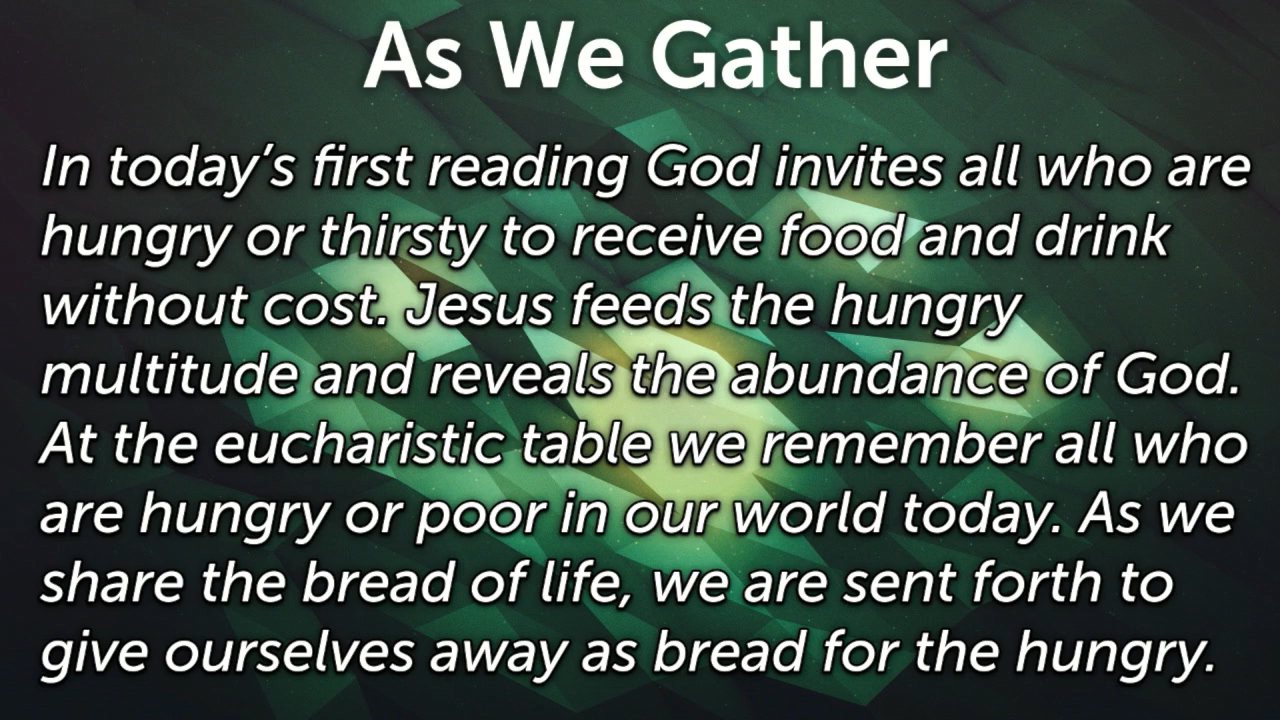 As We Gather
In today’s first reading God invites all who are
hungry or thirsty to receive food and drink
without cost. Jesus feeds the hungry
multitude and reveals the abundance of God.
At the eucharistic table we remember all who
are hungry or poor in our world today. As we
share the bread of life, we are sent forth to
give ourselves away as bread for the hungry.